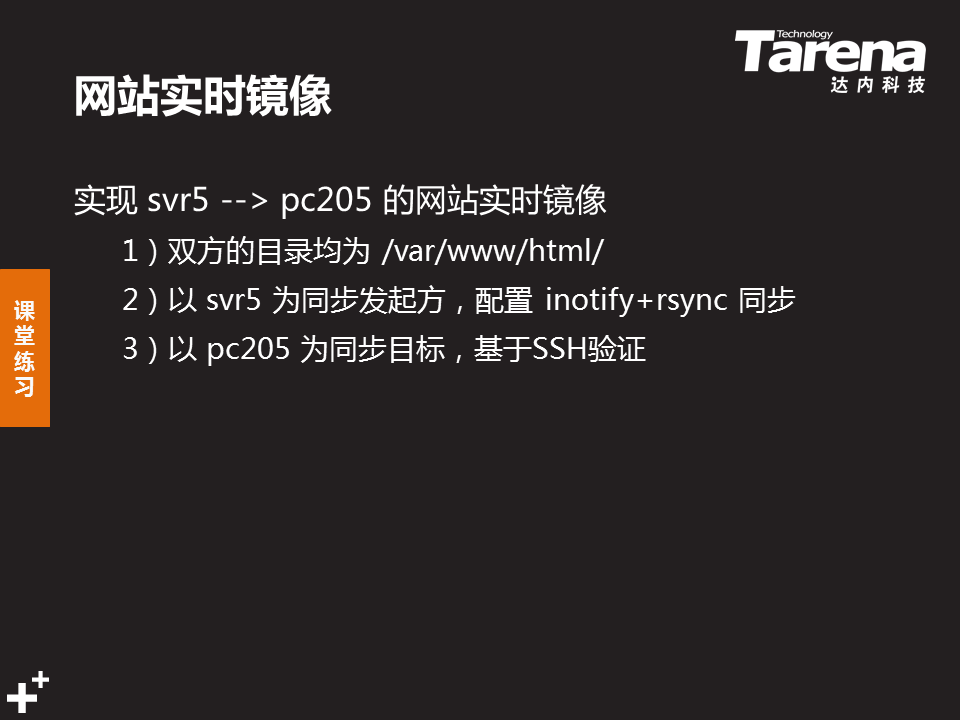 Technology
Tarena
达内科技
网站实时镜像
实现 svr5 --> pc205 的网站实时镜像
1）双方的目录均为 /var/www/html/
2）以 svr5 为同步发起方，配置 inotify+rsync 同步
3）以 pc205 为同步目标，基于SSH验证
课堂练习